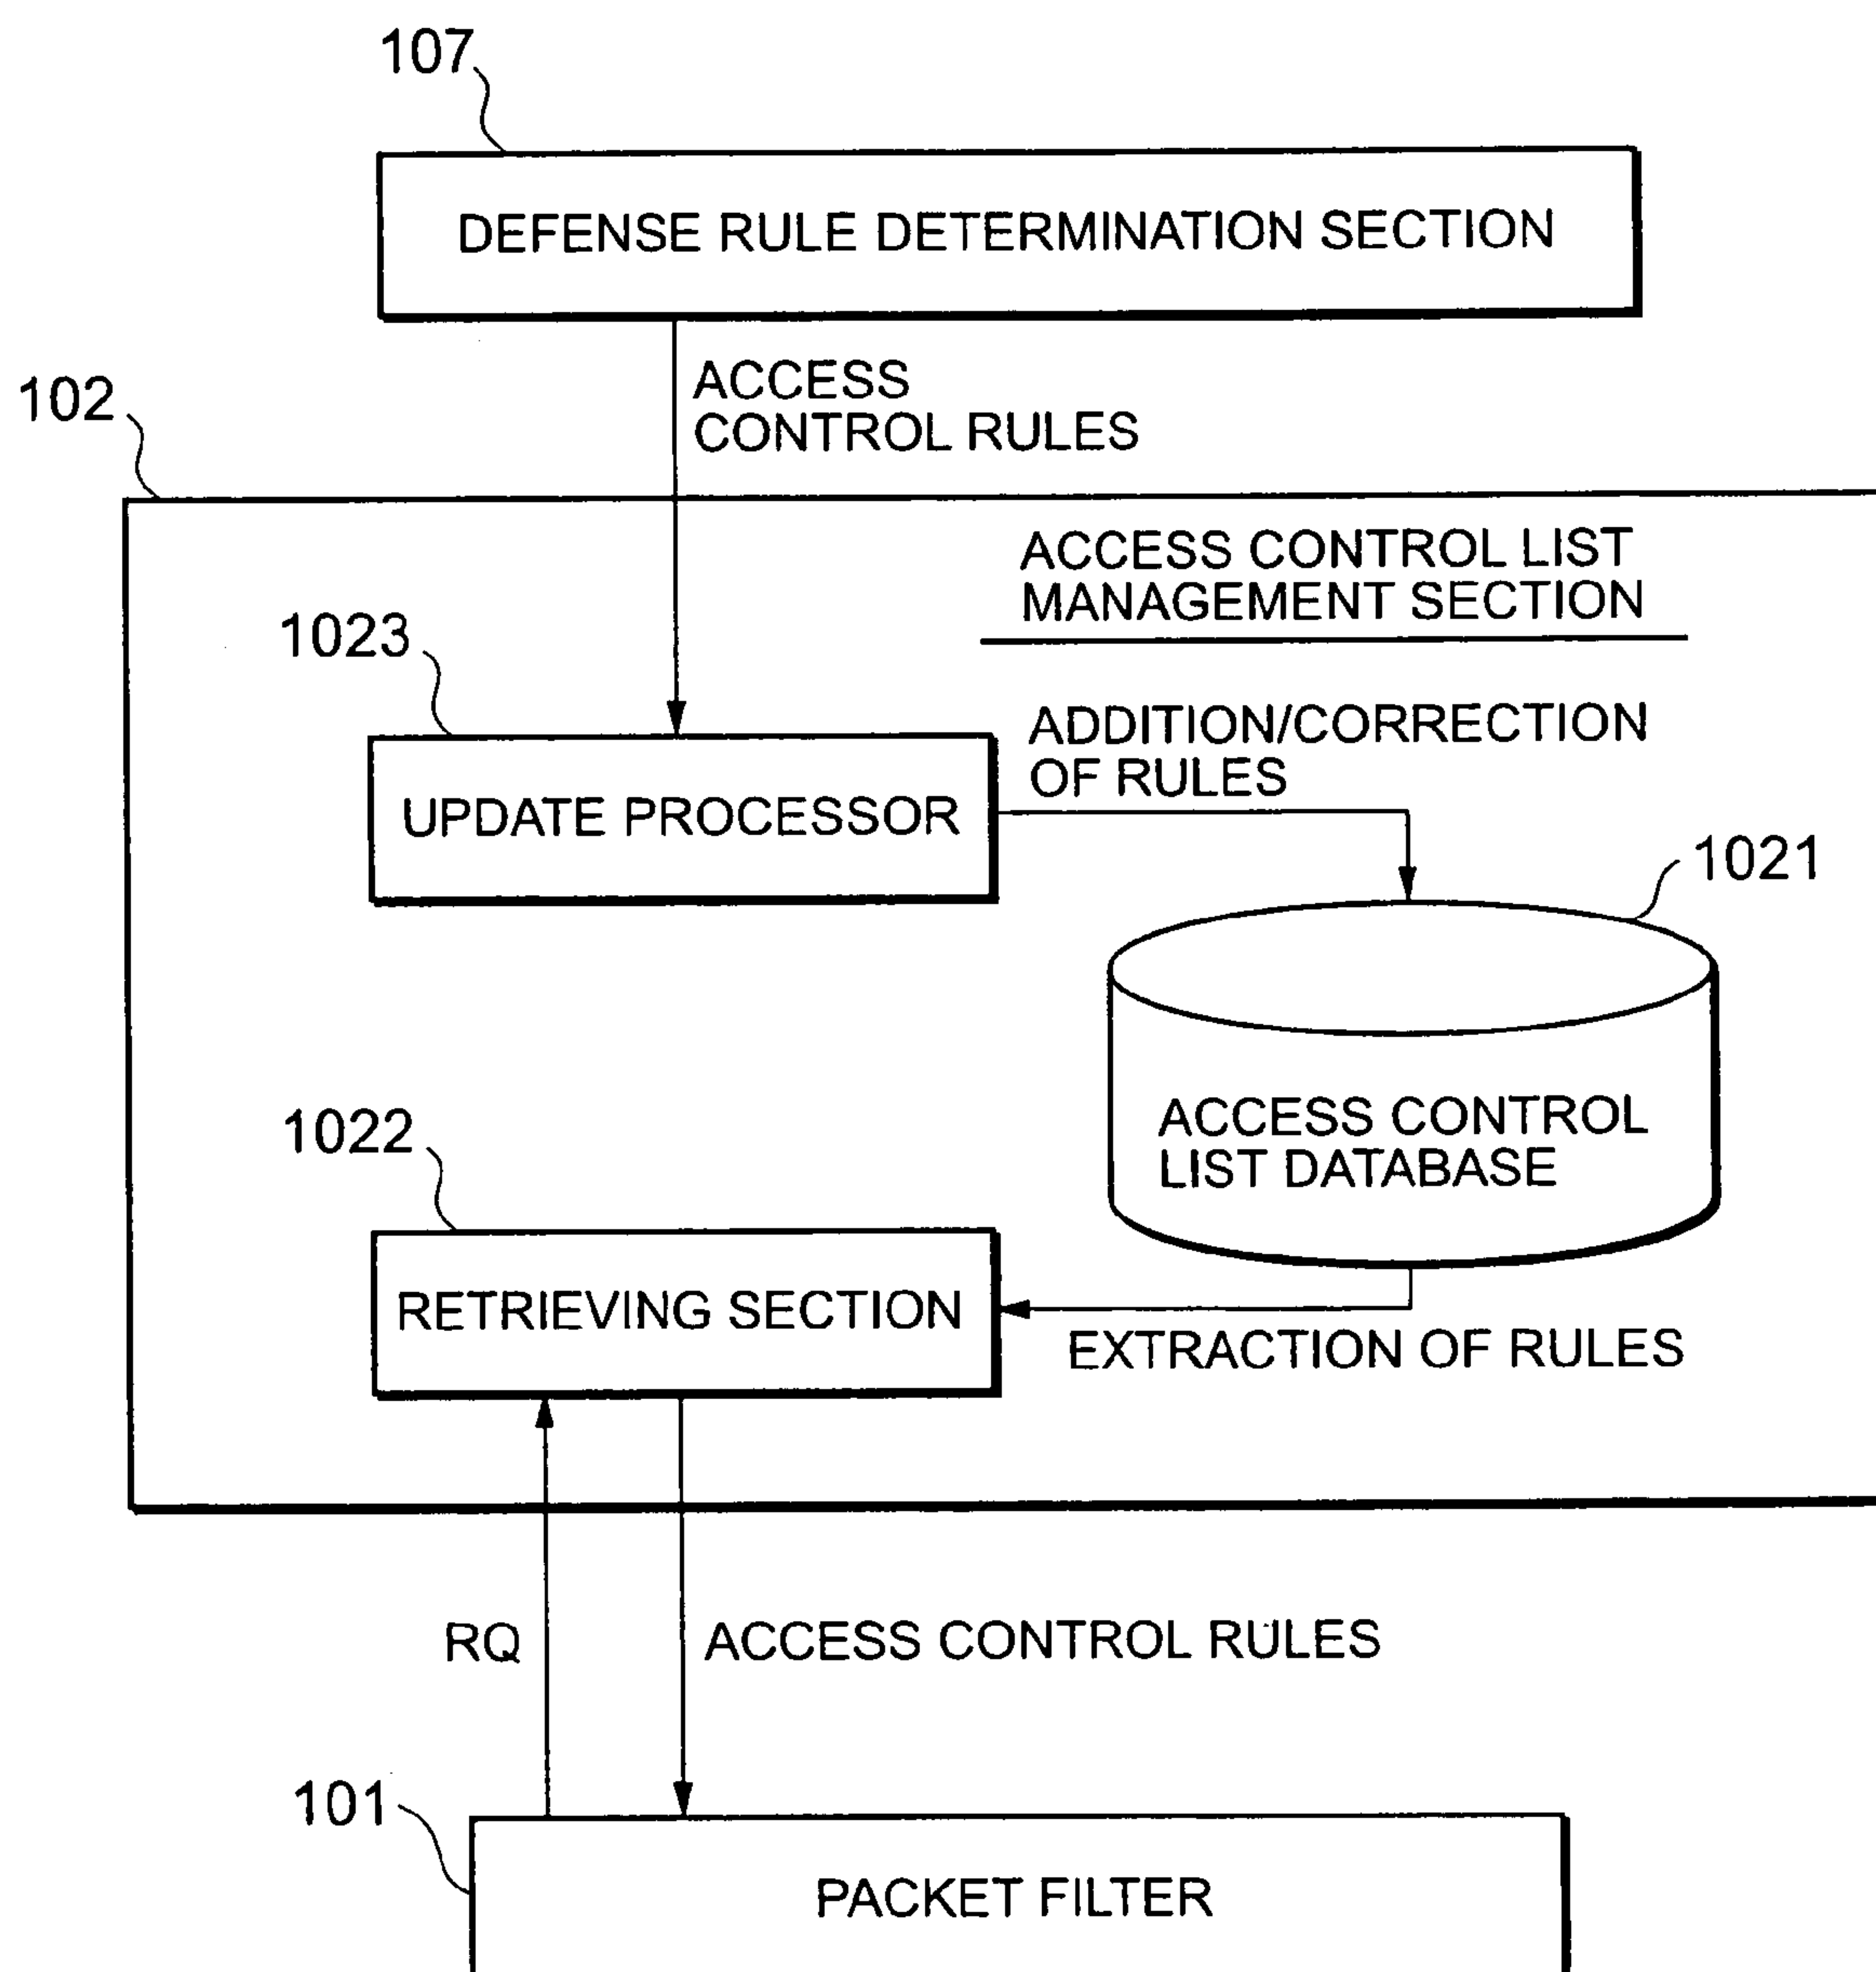 107
DEFENSE RULE DETERMINATION SECTION
102
ACCESS
CONTROL RULES
ACCESS CONTROL LIST
MANAGEMENT SECTION
1023
ADDITION/CORRECTION
OF RULES
UPDATE PROCESSOR
1021
ACCESS CONTROL
LIST DATABASE
1022
RETRIEVING SECTION
EXTRACTION OF RULES
RQ
ACCESS CONTROL RULES
101
PACKET FILTER